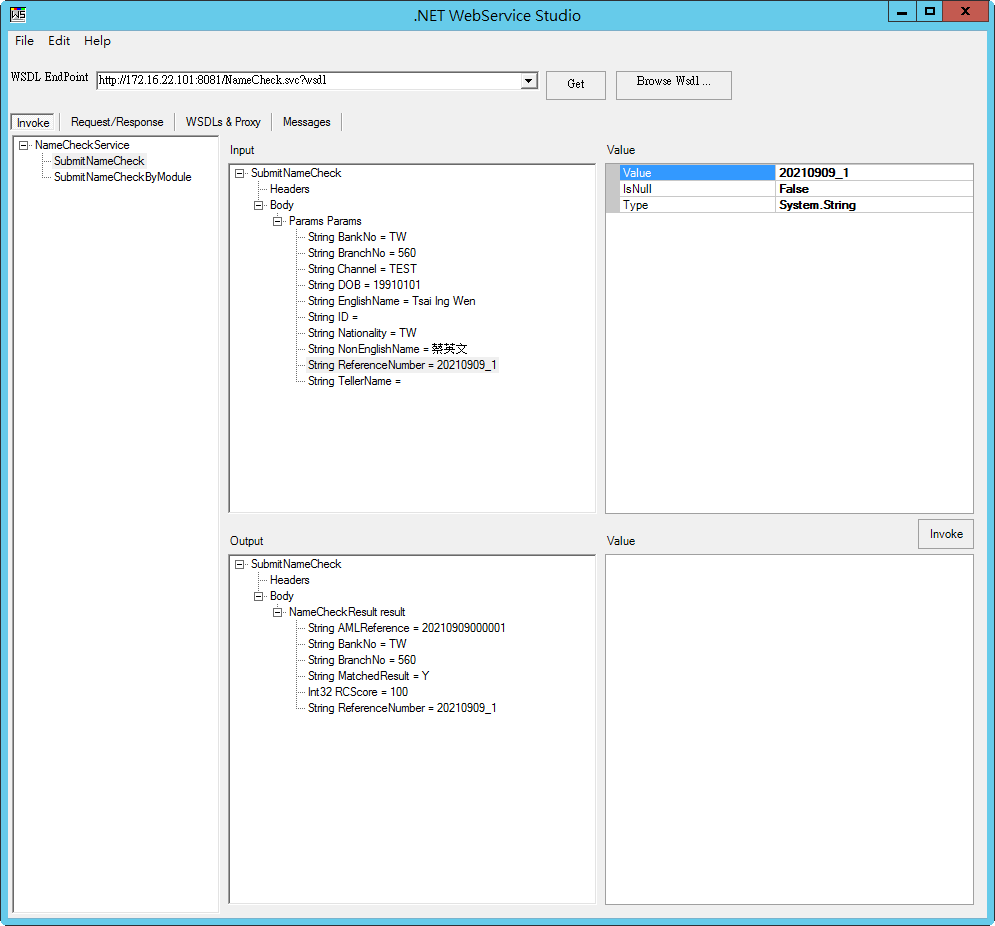 .NET WebService Studio
File Edit Help
WSDL EndPoint http://172.16.22.101:8081/NameCheck.svc?wsdl Get Browse Wsdl ...
Invoke Request/Response WSDLs & Proxy Messages
NameCheckService
SubmitNameCheck
SubmitNameCheckByModule
Input
SubmitNameCheck
Headers
Body
Params Params
String BankNo = TW
String BranchNo = 560
String Channel = TEST
String DOB = 19910101
String EnglishName = Tsai Ing Wen
String ID =
String Nationality = TW
String NonEnglishName = 蔡英文
String ReferenceNumber = 20210909_1
String TellerName =
Value
Value 20210909_1
IsNull False
Type System.String
Invoke
Output
SubmitNameCheck
Headers
Body
NameCheckResult result
String AMLReference = 20210909000001
String BankNo = TW
String BranchNo = 560
String MatchedResult = Y
Int32 RCScore = 100
String ReferenceNumber = 20210909_1
Value